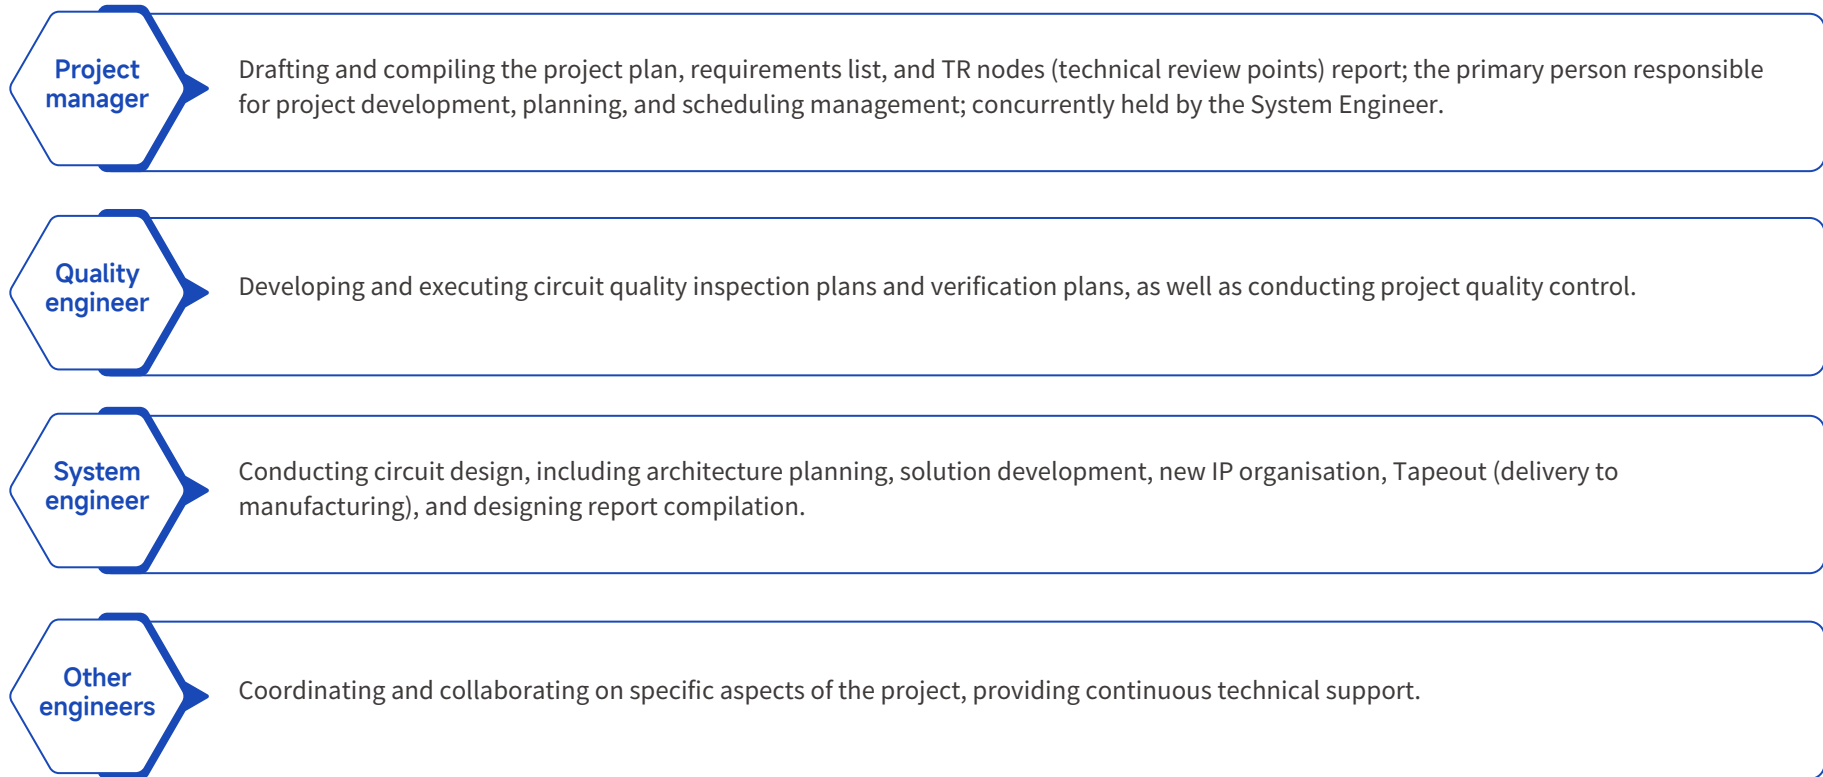 Project
manager
Drafting and compiling the project plan, requirements list, and TR nodes (technical review points) report; the primary person responsible
for project development, planning, and scheduling management; concurrently held by the System Engineer.
Quality
engineer
Developing and executing circuit quality inspection plans and verification plans, as well as conducting project quality control.
System
engineer
Conducting circuit design, including architecture planning, solution development, new IP organisation, Tapeout (delivery to
manufacturing), and designing report compilation.
Other
engineers
Coordinating and collaborating on specific aspects of the project, providing continuous technical support.